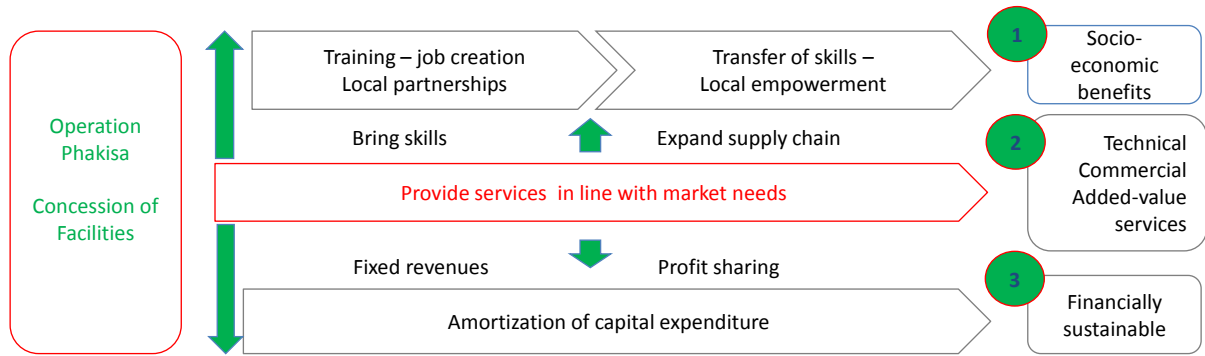 Operation
Phakisa
Concession of
Facilities
Training – job creation
Local partnerships
Transfer of skills –
Local empowerment
1
Socio-
economic
benefits
Bring skills
Expand supply chain
Provide services in line with market needs
2
Technical
Commercial
Added-value
services
Fixed revenues
Profit sharing
Amortization of capital expenditure
3
Financially
sustainable